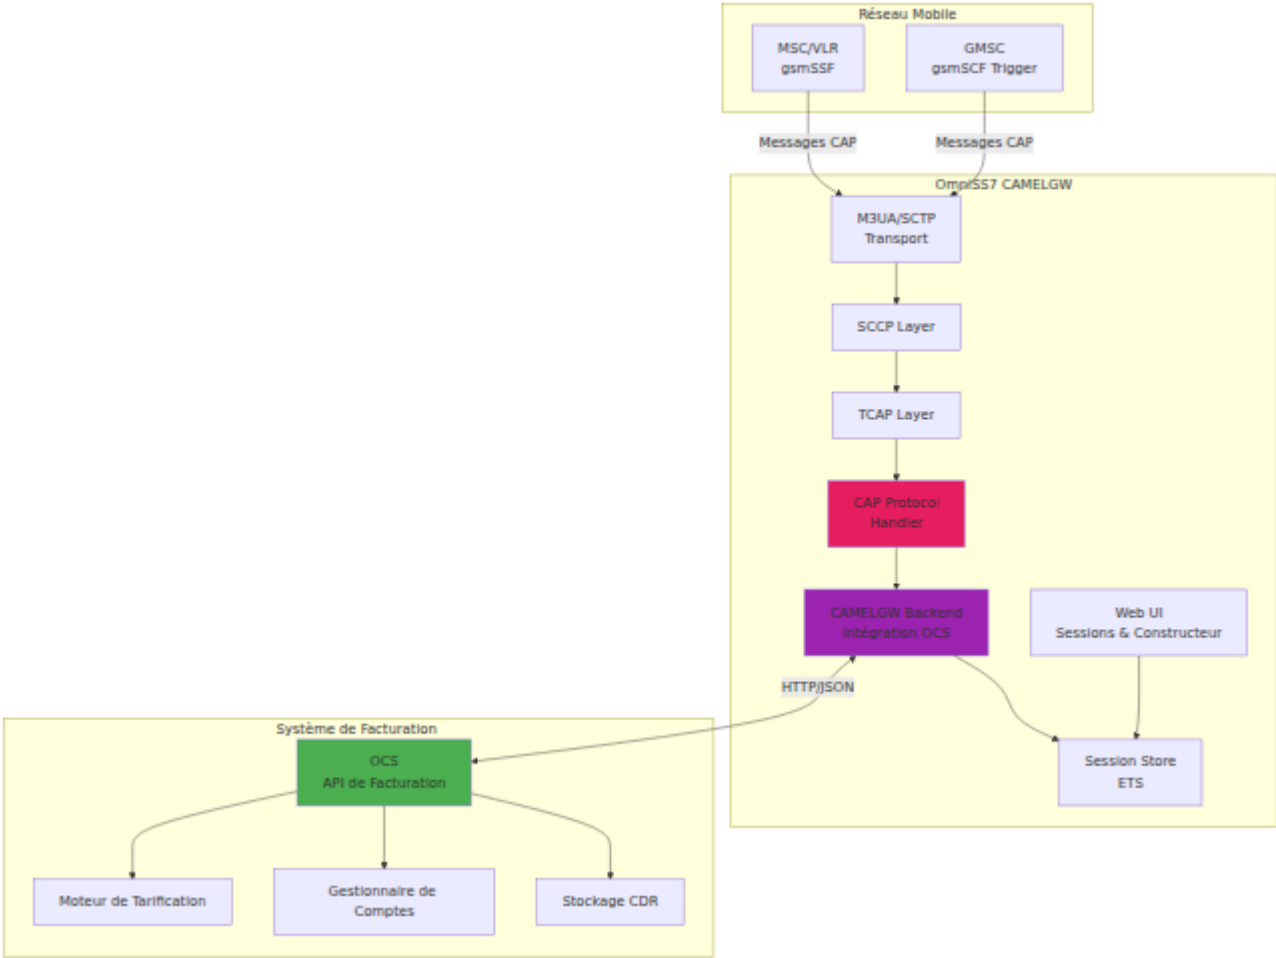 Réseau Mobile
MSC/VLR
gsmSSF
GMSC
gsmSCF Trigger
Messages CAP
Messages CAP
OmniSS7 CAMELGW
M3UA/SCTP
Transport
SCCP Layer
TCAP Layer
CAP Protocol
Handler
CAMELGW Backend
Intégration OCS
Web UI
Sessions & Constructeur
HTTP/JSON
Système de Facturation
OCS
API de Facturation
Session Store
ETS
Moteur de Tarification
Gestionnaire de
Comptes
Stockage CDR